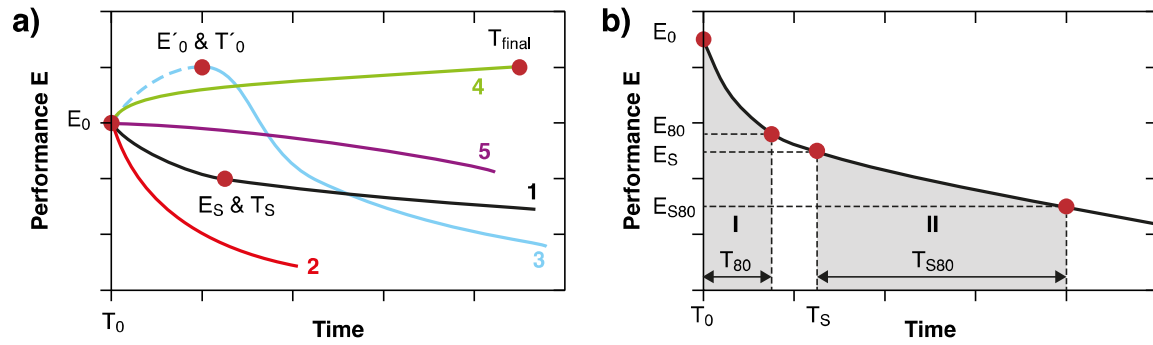 a)
E´0 & T´0
Tfinal
4
E0
5
1
ES & TS
2
3
Performance E
T0
Time
b)
E0
E80
ES
ES80
I
II
T80
TS80
Performance E
T0
TS
Time